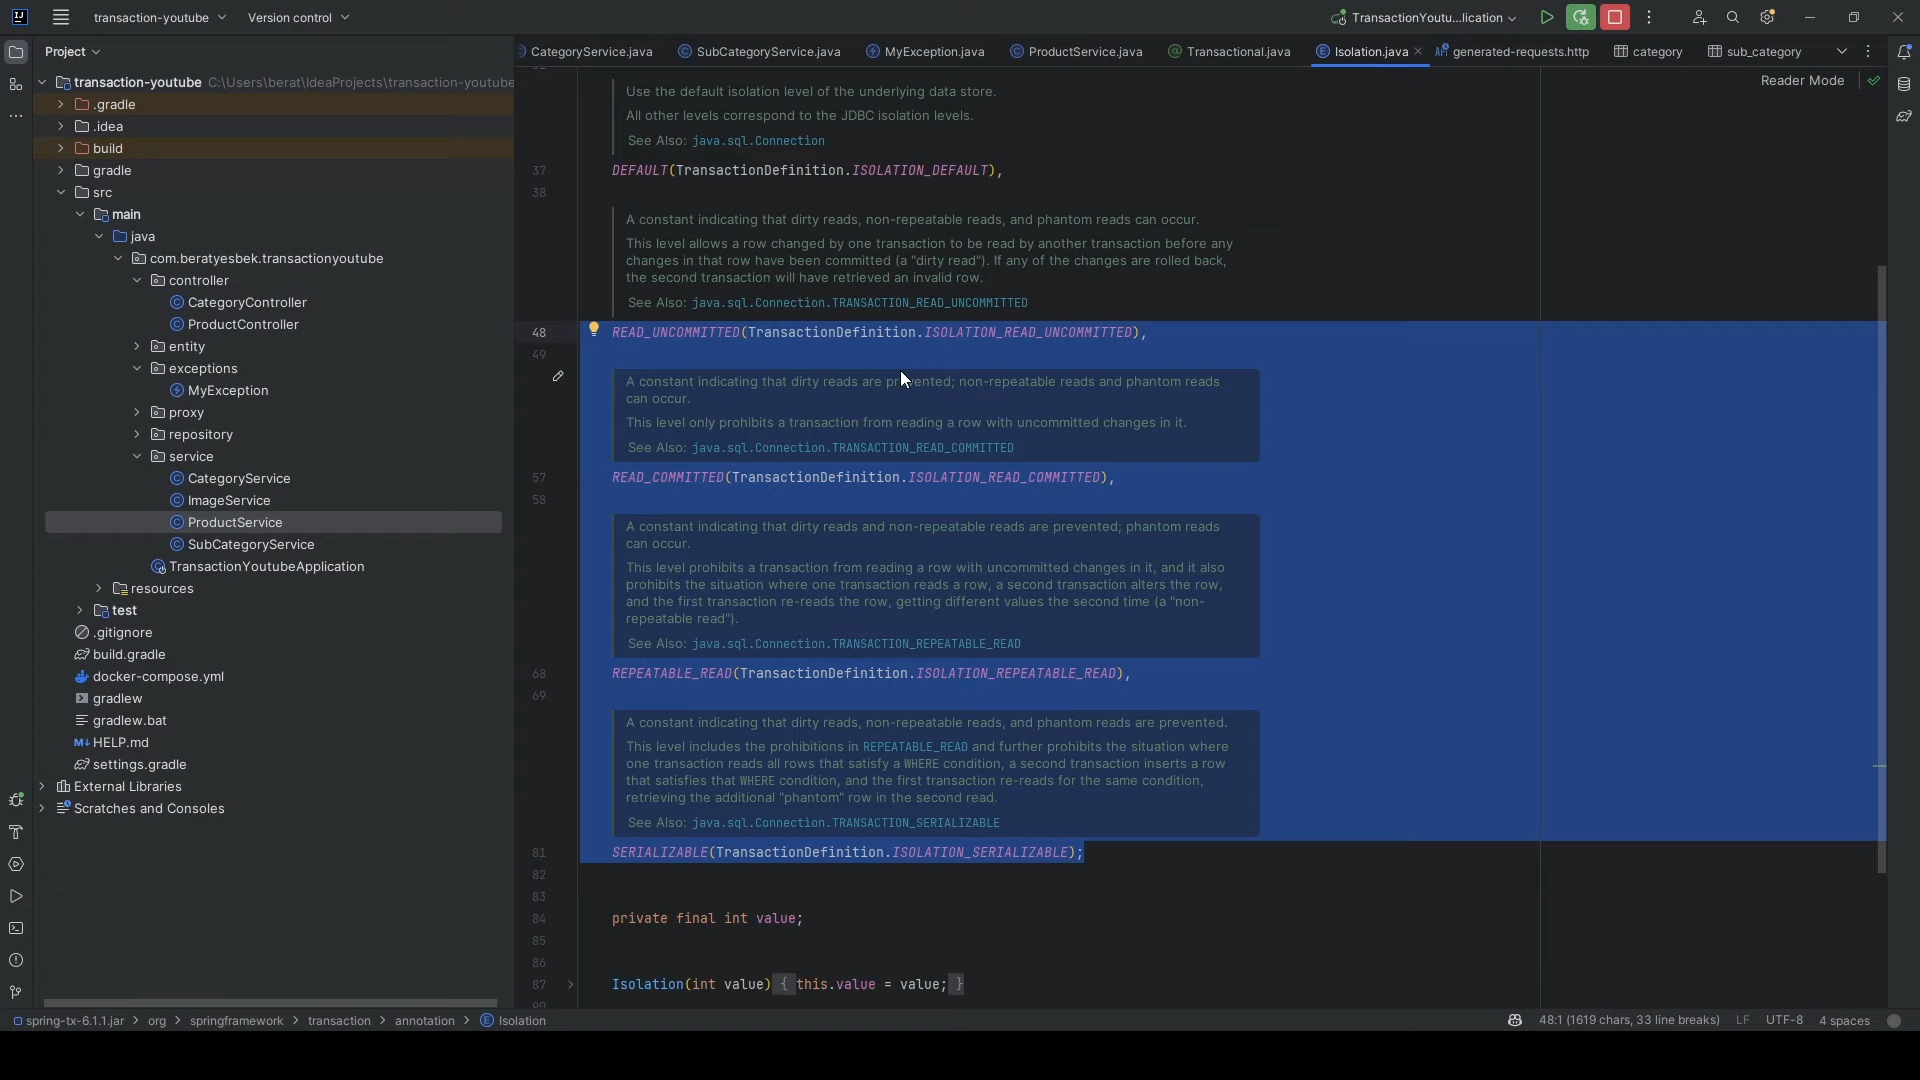 transaction-youtube
Version control
TransactionYoutu...lication
Project
CategoryService.java
SubCategoryService.java
MyException.java
ProductService.java
Transactional.java
Isolation.java
generated-requests.http
category
sub_category
Reader Mode
transaction-youtube C:\Users\berat\IdeaProjects\transaction-youtube
.gradle
.idea
build
gradle
src
main
java
com.beratyesbek.transactionyoutube
controller
CategoryController
ProductController
entity
exceptions
MyException
proxy
repository
service
CategoryService
ImageService
ProductService
SubCategoryService
TransactionYoutubeApplication
resources
test
.gitignore
build.gradle
docker-compose.yml
gradlew
gradlew.bat
HELP.md
settings.gradle
External Libraries
Scratches and Consoles
Use the default isolation level of the underlying data store.
All other levels correspond to the JDBC isolation levels.
See Also: java.sql.Connection
37 DEFAULT(TransactionDefinition.ISOLATION_DEFAULT),
38
A constant indicating that dirty reads, non-repeatable reads, and phantom reads can occur.
This level allows a row changed by one transaction to be read by another transaction before any
changes in that row have been committed (a "dirty read"). If any of the changes are rolled back,
the second transaction will have retrieved an invalid row.
See Also: java.sql.Connection.TRANSACTION_READ_UNCOMMITTED
48 READ_UNCOMMITTED(TransactionDefinition.ISOLATION_READ_UNCOMMITTED),
49
A constant indicating that dirty reads are prevented; non-repeatable reads and phantom reads
can occur.
This level only prohibits a transaction from reading a row with uncommitted changes in it.
See Also: java.sql.Connection.TRANSACTION_READ_COMMITTED
57 READ_COMMITTED(TransactionDefinition.ISOLATION_READ_COMMITTED),
58
A constant indicating that dirty reads and non-repeatable reads are prevented; phantom reads
can occur.
This level prohibits a transaction from reading a row with uncommitted changes in it, and it also
prohibits the situation where one transaction reads a row, a second transaction alters the row,
and the first transaction re-reads the row, getting different values the second time (a "non-
repeatable read").
See Also: java.sql.Connection.TRANSACTION_REPEATABLE_READ
68 REPEATABLE_READ(TransactionDefinition.ISOLATION_REPEATABLE_READ),
69
A constant indicating that dirty reads, non-repeatable reads, and phantom reads are prevented.
This level includes the prohibitions in REPEATABLE_READ and further prohibits the situation where
one transaction reads all rows that satisfy a WHERE condition, a second transaction inserts a row
that satisfies that WHERE condition, and the first transaction re-reads for the same condition,
retrieving the additional "phantom" row in the second read.
See Also: java.sql.Connection.TRANSACTION_SERIALIZABLE
81 SERIALIZABLE(TransactionDefinition.ISOLATION_SERIALIZABLE);
82
83
84 private final int value;
85
86
87 Isolation(int value) { this.value = value; }
90
spring-tx-6.1.1.jar > org > springframework > transaction > annotation > Isolation
48:1 (1619 chars, 33 line breaks) LF UTF-8 4 spaces